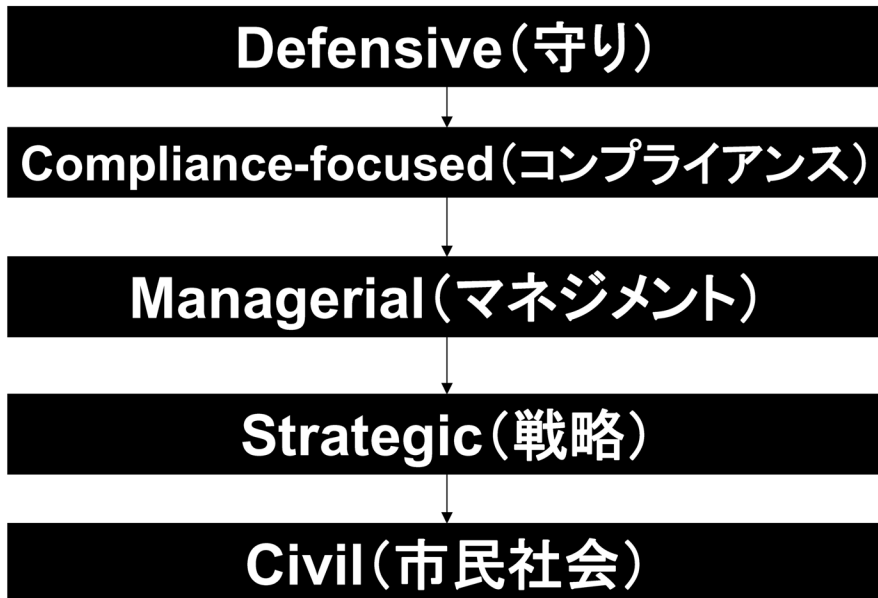 Defensive（守り）
Compliance-focused（コンプライアンス）
Managerial（マネジメント）
Strategic（戦略）
Civil（市民社会）